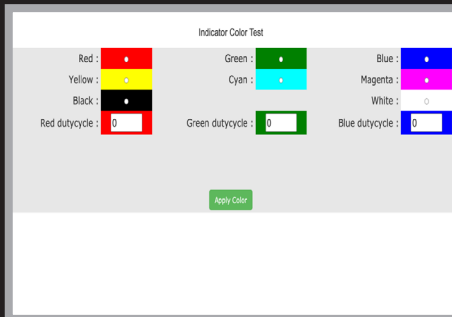 Indicator Color Test
Red : Green : Blue :
Yellow : Cyan : Magenta :
Black : White :
Red dutycycle : 0 Green dutycycle : 0 Blue dutycycle : 0
Apply Color